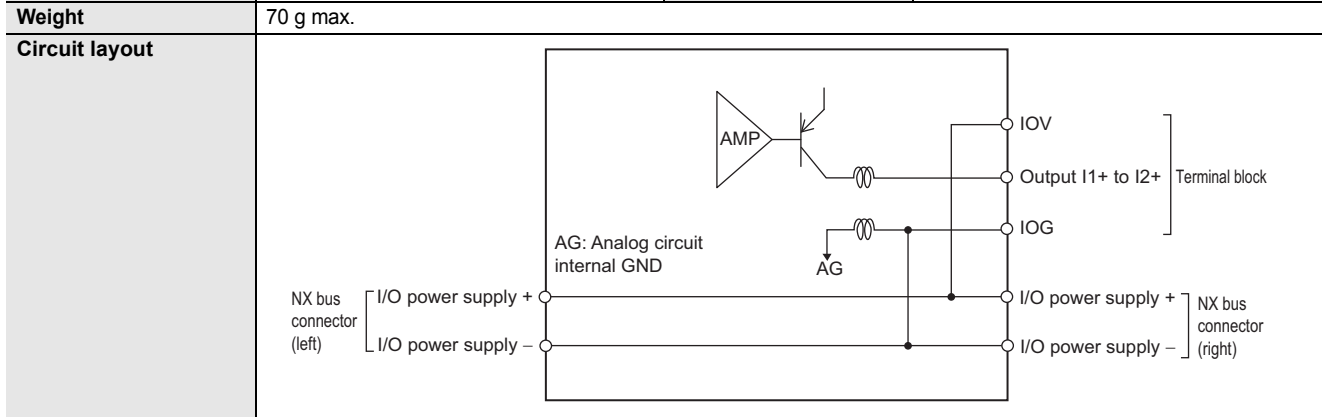 Weight
70 g max.
Circuit layout
AMP
IOV
Output I1+ to I2+
Terminal block
IOG
AG: Analog circuit
internal GND
AG
NX bus
connector
(left)
I/O power supply +
I/O power supply –
I/O power supply +
I/O power supply –
NX bus
connector
(right)